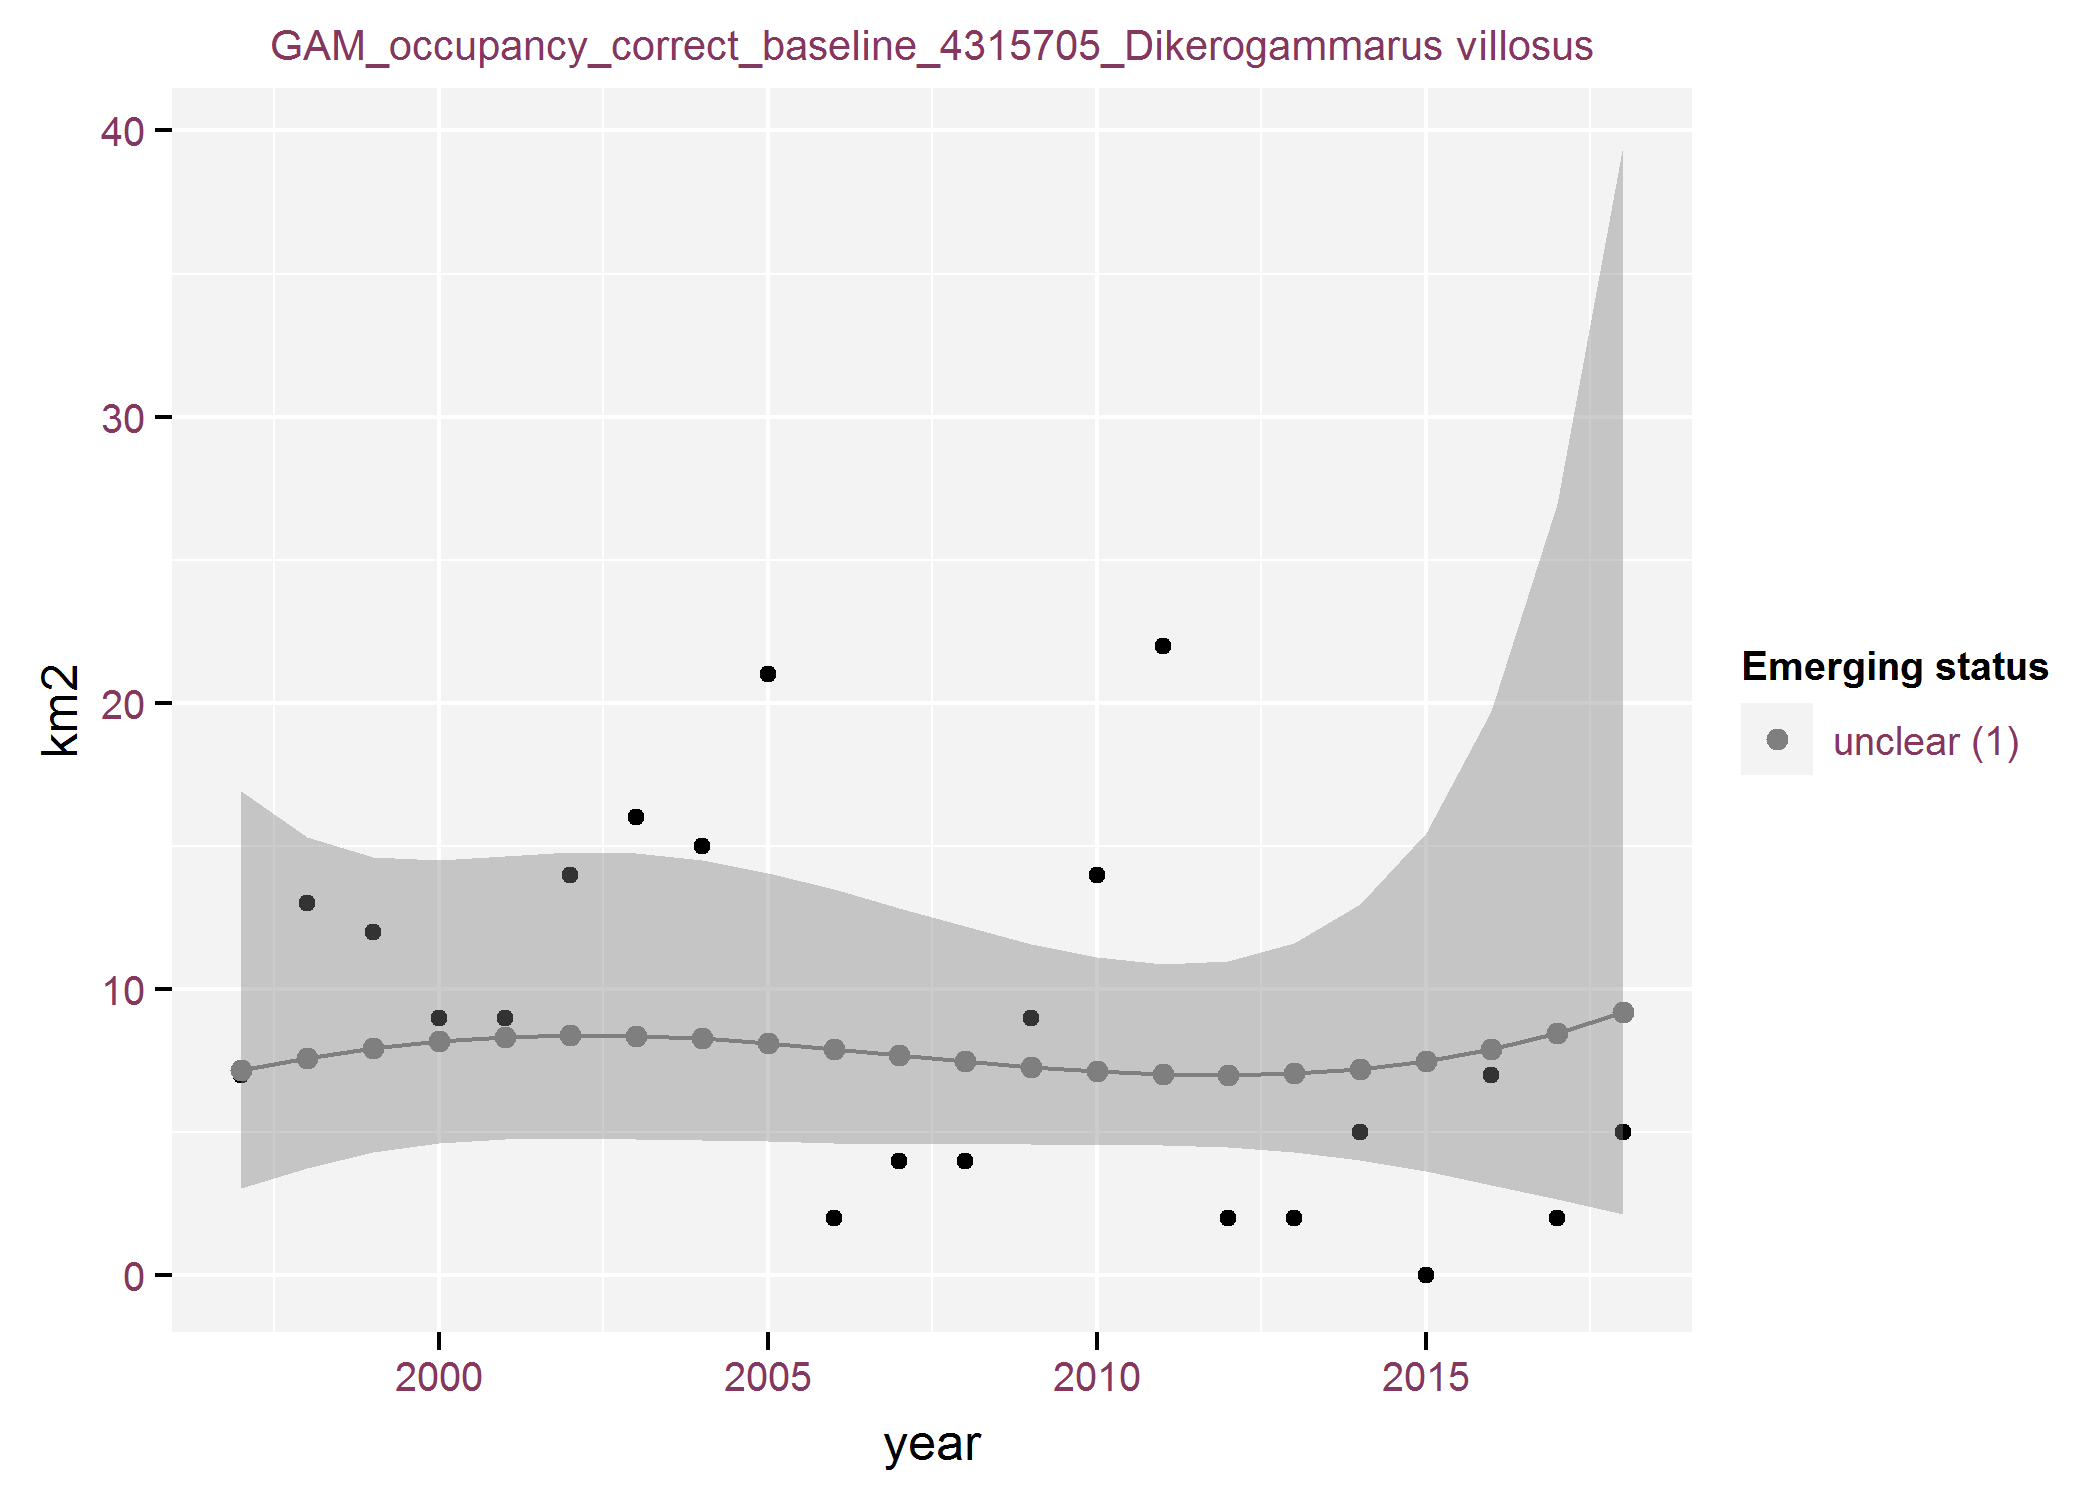 GAM_occupancy_correct_baseline_4315705_Dikerogammarus villosus
40
30
20
10
0
km2
2000
2005
2010
2015
year
Emerging status
unclear (1)